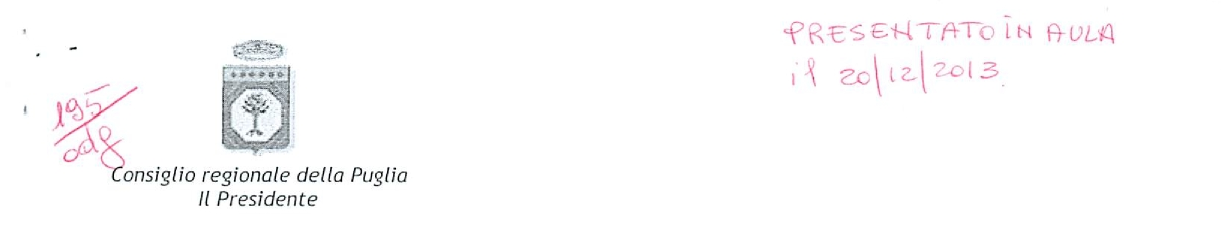 PRESENTATO IN AULA
il 20/12/2013
195/odg
Consiglio regionale della Puglia
Il Presidente